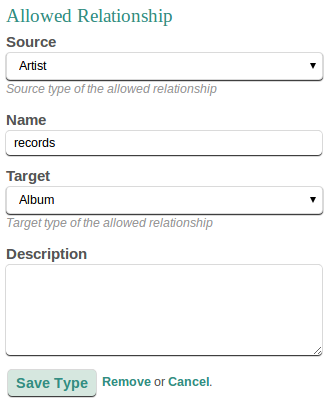 Allowed Relationship
Source
Artist
Source type of the allowed relationship
Name
records
Target
Album
Target type of the allowed relationship
Description
Save Type Remove or Cancel.